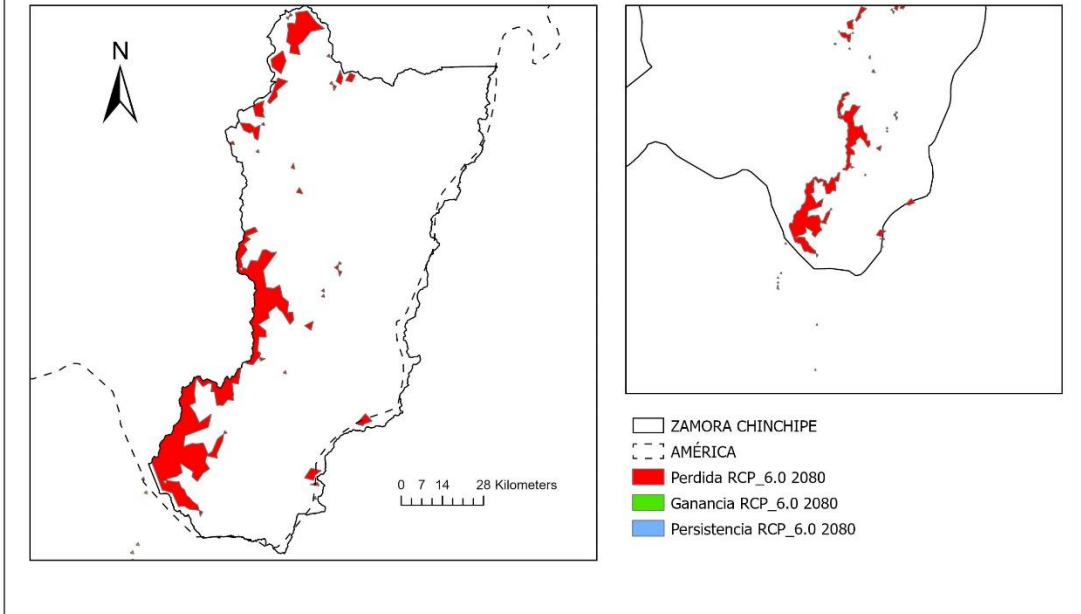 N
0 7 14 28 Kilometers
ZAMORA CHINCHIPE
AMÉRICA
Perdida RCP_6.0 2080
Ganancia RCP_6.0 2080
Persistencia RCP_6.0 2080